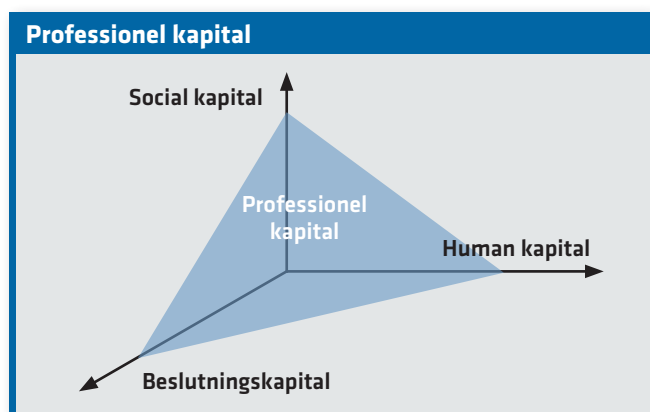 Professionel kapital
Social kapital
Professionel
kapital
Human kapital
Beslutningskapital